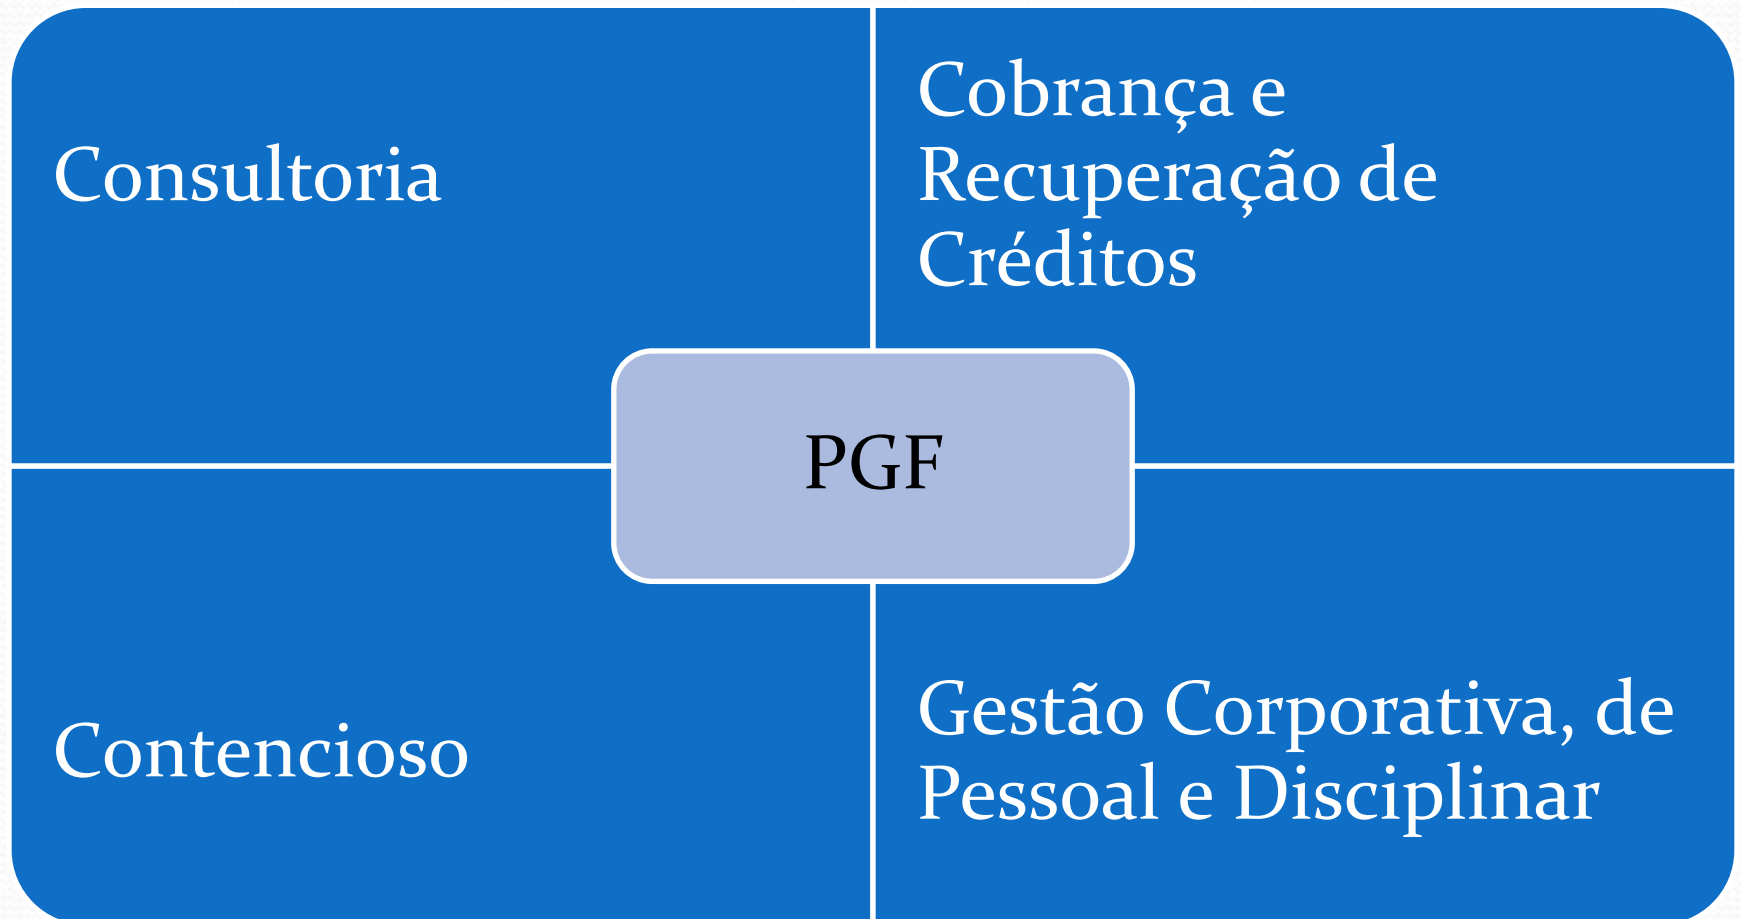 Consultoria
Cobrança e
Recuperação de
Créditos
PGF
Contencioso
Gestão Corporativa, de
Pessoal e Disciplinar